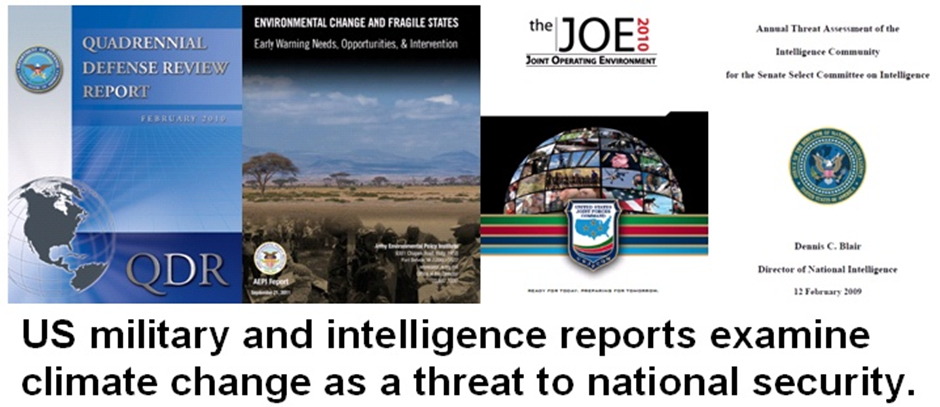 QUADRENNIAL
DEFENSE REVIEW
REPORT
FEBRUARY 2010
QDR
ENVIRONMENTAL CHANGE AND FRAGILE STATES
Early Warning Needs, Opportunities, & Intervention
Army Environmental Policy Institute
AEPI Report
September 21, 2011
the JOE 2010
JOINT OPERATING ENVIRONMENT
UNITED STATES
JOINT FORCES
COMMAND
READY FOR TODAY. PREPARING FOR TOMORROW.
Annual Threat Assessment of the
Intelligence Community
for the Senate Select Committee on Intelligence
Dennis C. Blair
Director of National Intelligence
12 February 2009
US military and intelligence reports examine
climate change as a threat to national security.